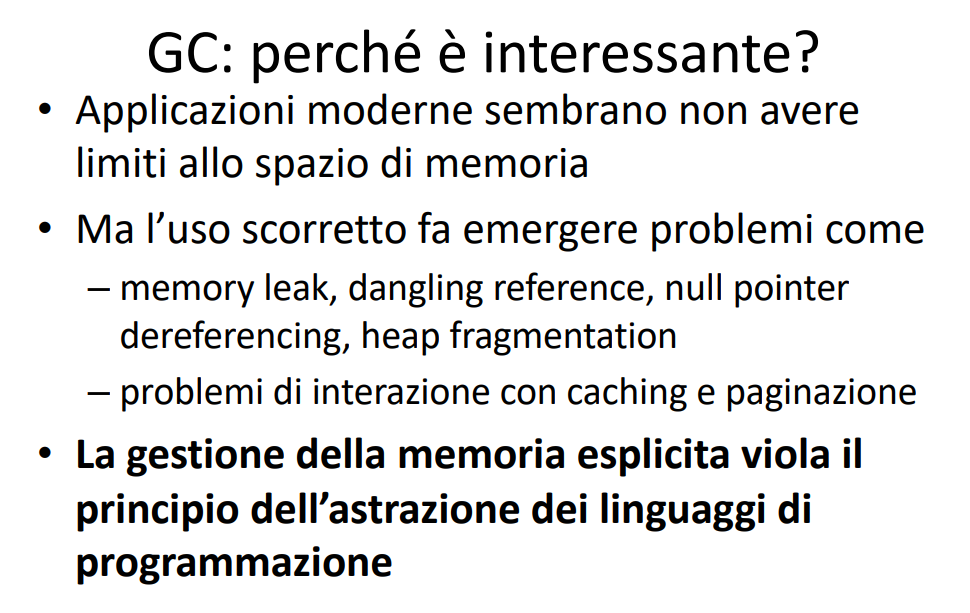 GC: perché è interessante?
• Applicazioni moderne sembrano non avere
limiti allo spazio di memoria
• Ma l’uso scorretto fa emergere problemi come
– memory leak, dangling reference, null pointer
dereferencing, heap fragmentation
– problemi di interazione con caching e paginazione
• La gestione della memoria esplicita viola il
principio dell’astrazione dei linguaggi di
programmazione